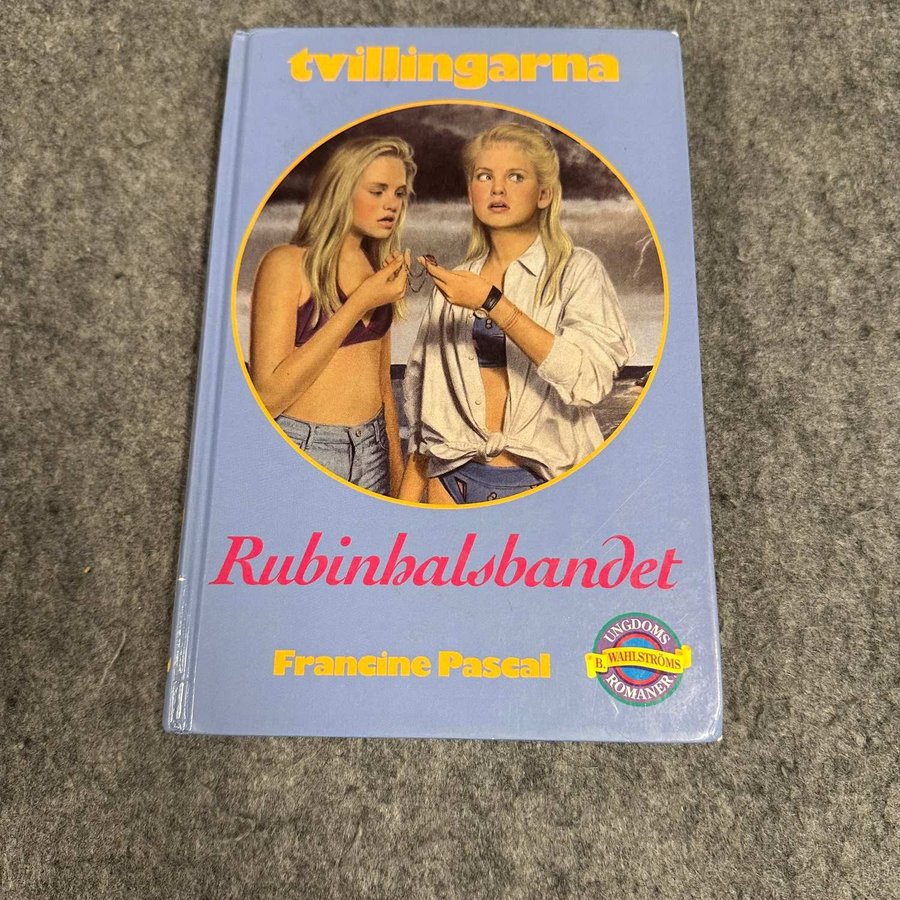 tvillingarna
Rubinhalsbandet
Francine Pascal
UNGDOMS
B. WAHLSTRÖMS
ROMANER